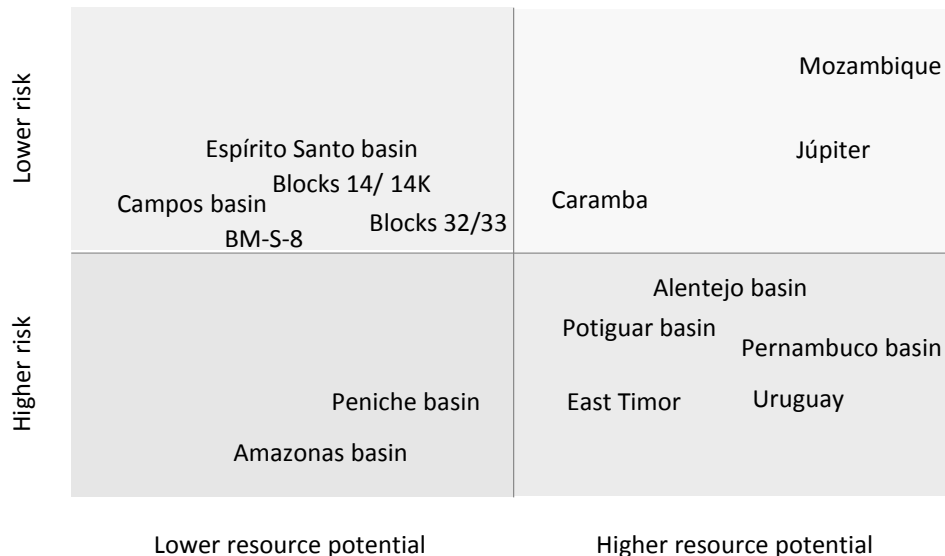 Lower risk
Mozambique
Espírito Santo basin
Júpiter
Blocks 14/ 14K
Campos basin
Caramba
Blocks 32/33
BM-S-8
Higher risk
Alentejo basin
Potiguar basin
Pernambuco basin
Peniche basin
East Timor
Uruguay
Amazonas basin
Lower resource potential
Higher resource potential